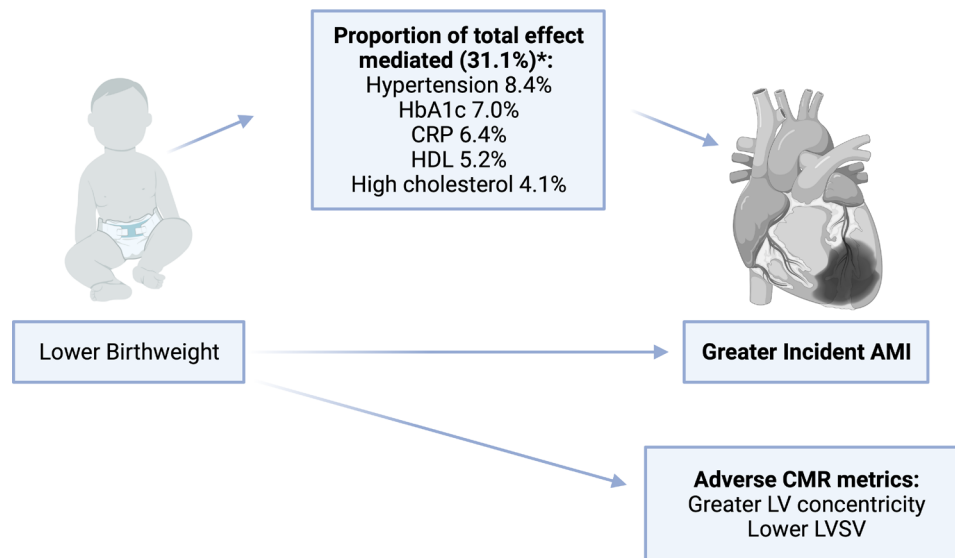 Proportion of total effect
mediated (31.1%)*:
Hypertension 8.4%
HbA1c 7.0%
CRP 6.4%
HDL 5.2%
High cholesterol 4.1%
Lower Birthweight
Greater Incident AMI
Adverse CMR metrics:
Greater LV concentricity
Lower LVSV